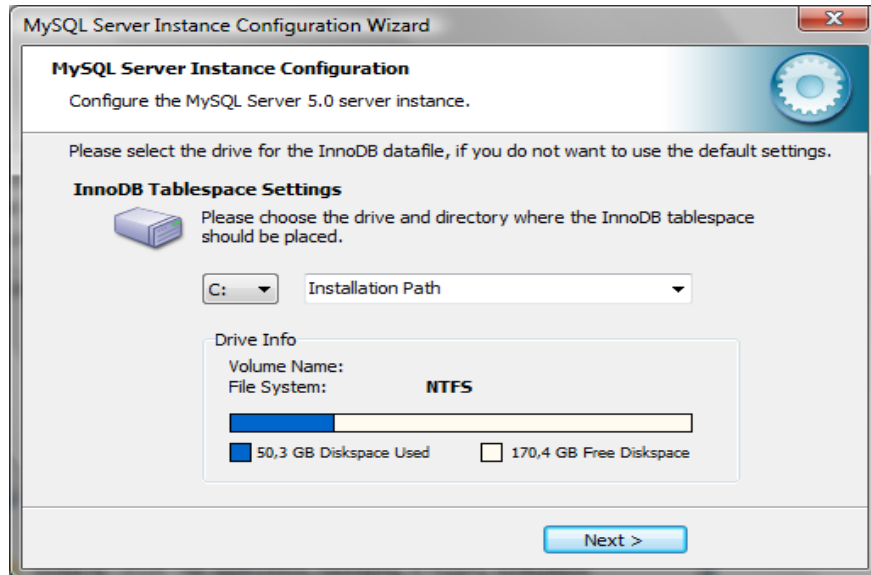 MySQL Server Instance Configuration Wizard
MySQL Server Instance Configuration
Configure the MySQL Server 5.0 server instance.
Please select the drive for the InnoDB datafile, if you do not want to use the default settings.
InnoDB Tablespace Settings
Please choose the drive and directory where the InnoDB tablespace
should be placed.
C: Installation Path
Drive Info
Volume Name:
File System: NTFS
50,3 GB Diskspace Used 170,4 GB Free Diskspace
Next >